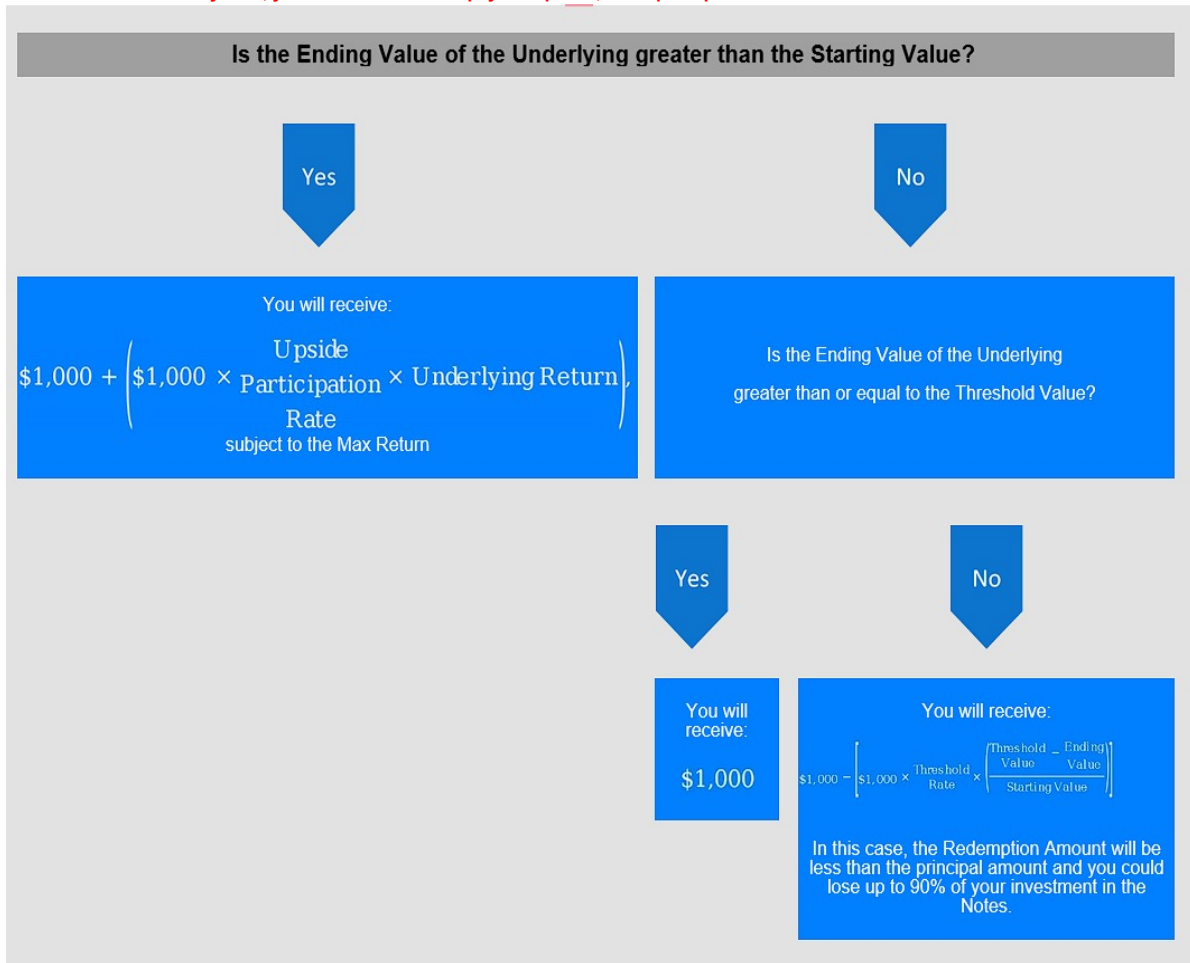 Is the Ending Value of the Underlying greater than the Starting Value?
Yes
No
You will receive:
$1,000 + ($1,000 × Upside Participation Rate × Underlying Return),
subject to the Max Return
Is the Ending Value of the Underlying
greater than or equal to the Threshold Value?
Yes
No
You will
receive:
$1,000
You will receive:
$1,000 − [$1,000 × Threshold Rate × (Threshold Value − Ending Value / Starting Value)]
In this case, the Redemption Amount will be
less than the principal amount and you could
lose up to 90% of your investment in the
Notes.